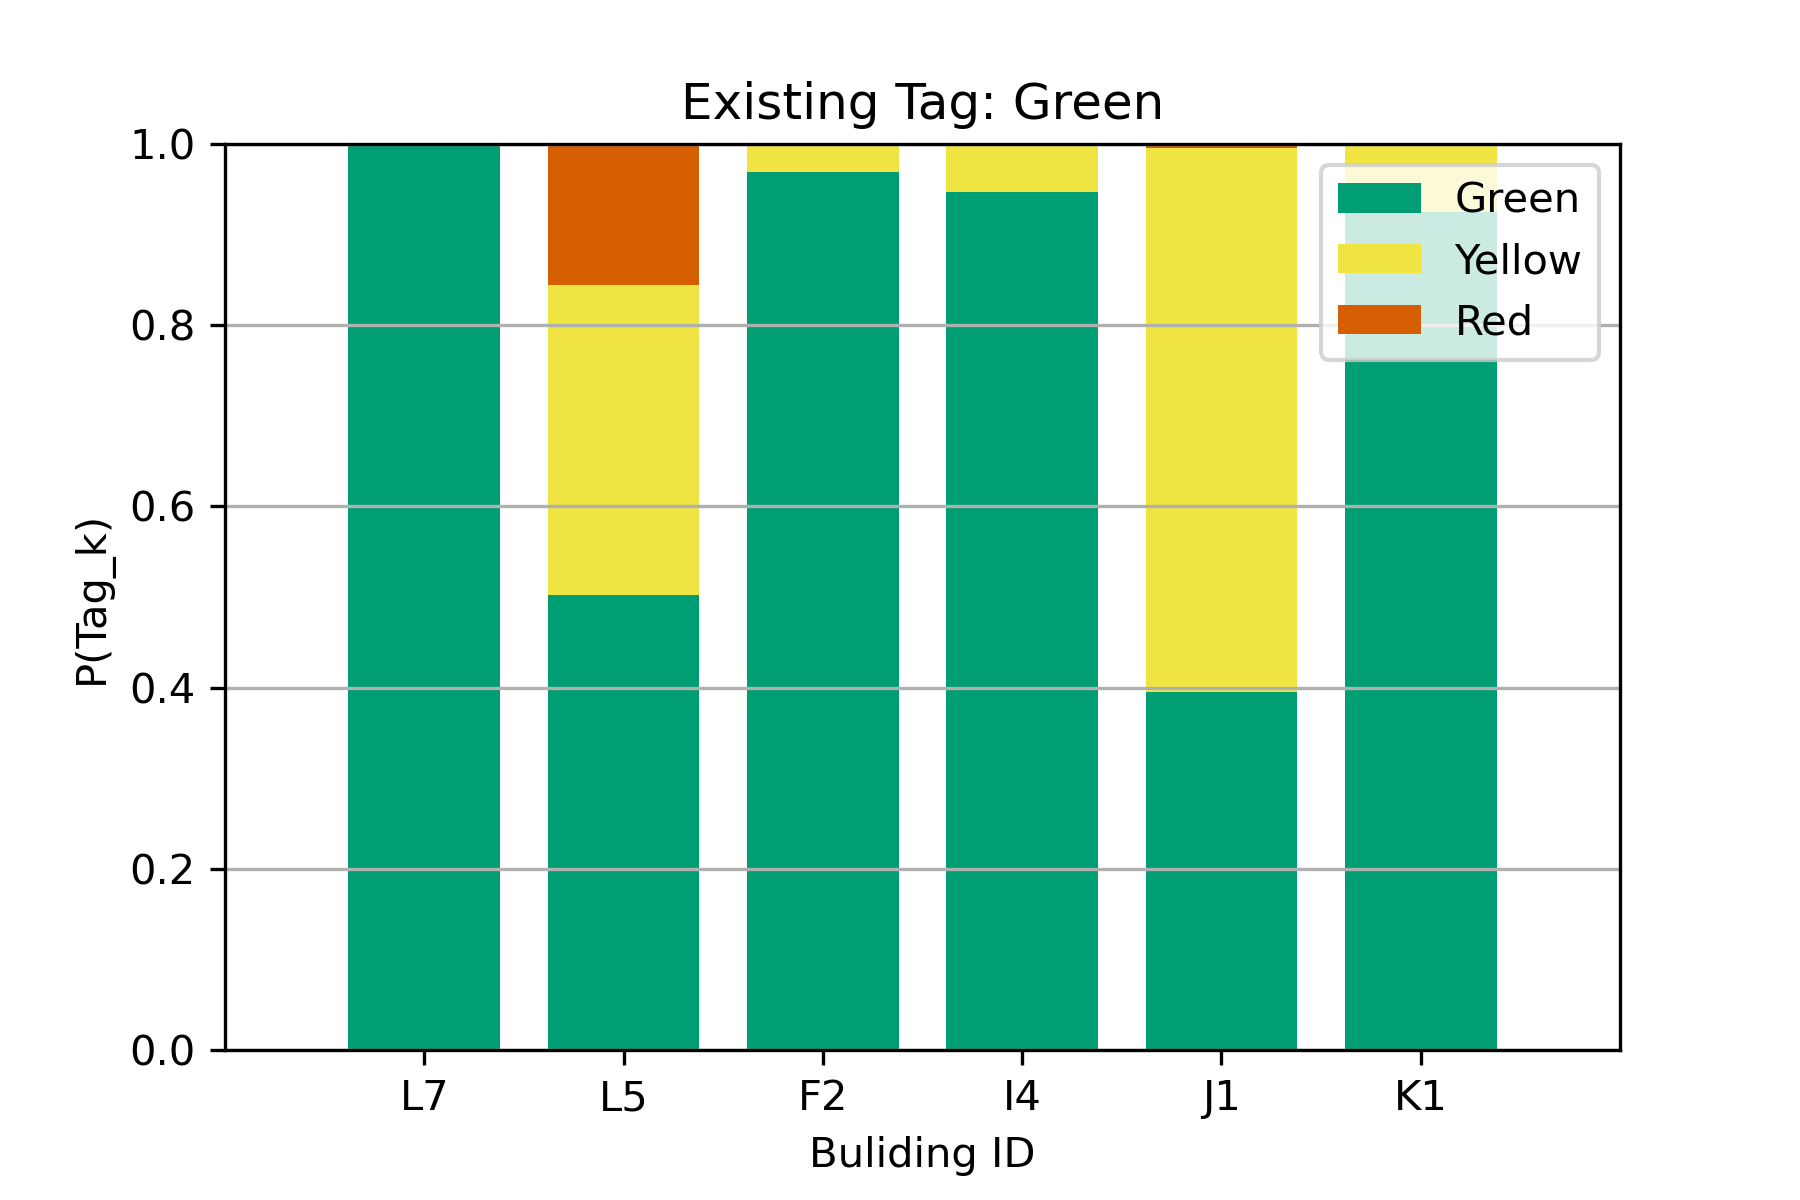 Existing Tag: Green
1.0
0.8
0.6
0.4
0.2
0.0
P(Tag_k)
Green
Yellow
Red
L7 L5 F2 I4 J1 K1
Buliding ID